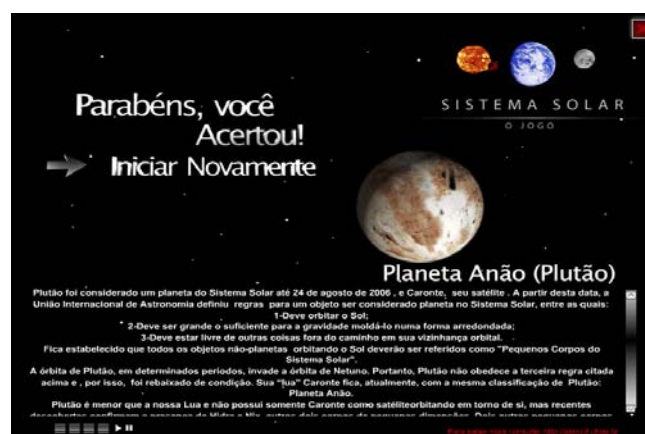 Parabéns, você
Acertou!
Iniciar Novamente
SISTEMA SOLAR
O JOGO
Planeta Anão (Plutão)
Plutão foi considerado um planeta do Sistema Solar até 24 de agosto de 2006 , e Caronte, seu satélite . A partir desta data, a
União Internacional de Astronomia definiu regras para um objeto ser considerado planeta no Sistema Solar, entre as quais:
1-Deve orbitar o Sol;
2-Deve ser grande o suficiente para a gravidade moldá-lo numa forma arredondada;
3-Deve estar livre de outras coisas fora do caminho em sua vizinhança orbital.
Fica estabelecido que todos os objetos não-planetas orbitando o Sol deverão ser referidos como "Pequenos Corpos do
Sistema Solar".
A órbita de Plutão, em determinados períodos, invade a órbita de Netuno. Portanto, Plutão não obedece a terceira regra citada
acima e , por isso, foi rebaixado de condição. Sua "lua" Caronte fica, atualmente, com a mesma classificação de Plutão:
Planeta Anão.
Plutão é menor que a nossa Lua e não possui somente Caronte como satéliteorbitando em torno de si, mas recentes